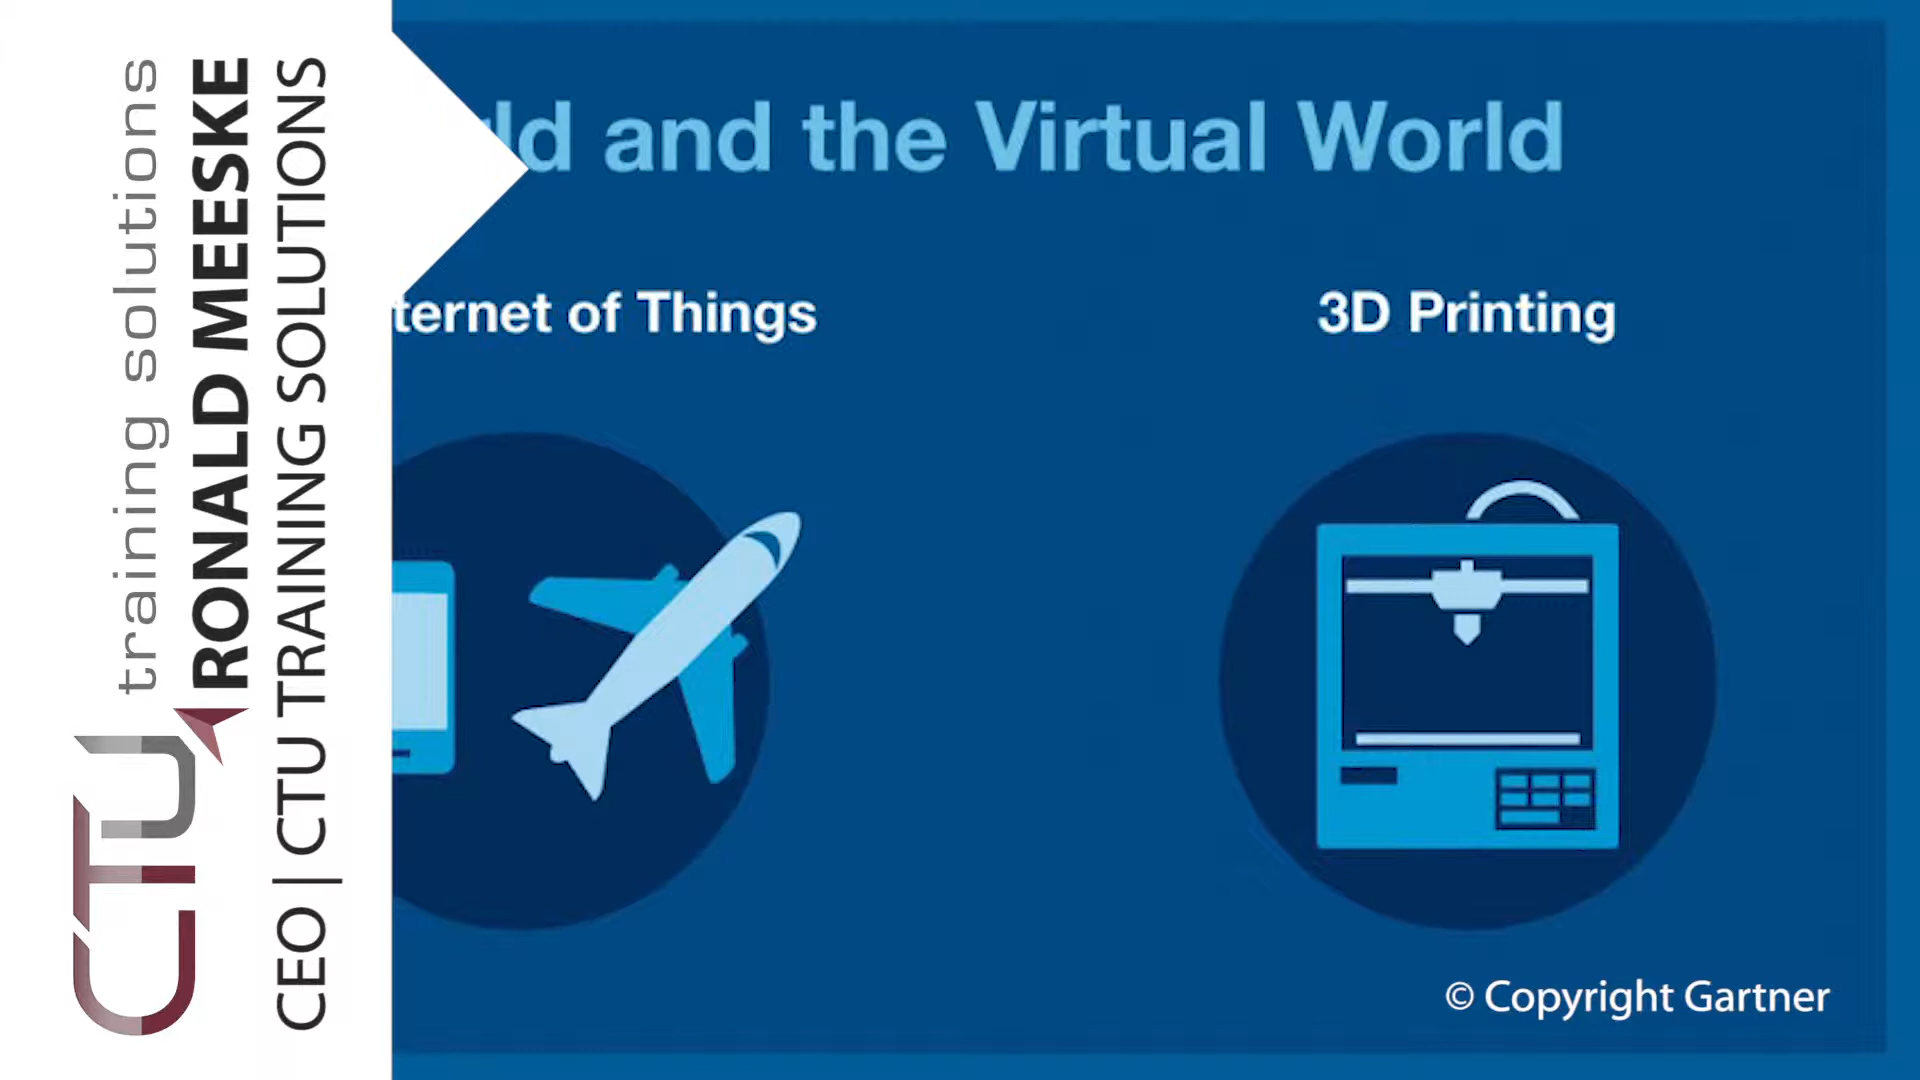 CTU training solutions
RONALD MEESKE
CEO | CTU TRAINING SOLUTIONS
ld and the Virtual World
ternet of Things
3D Printing
© Copyright Gartner